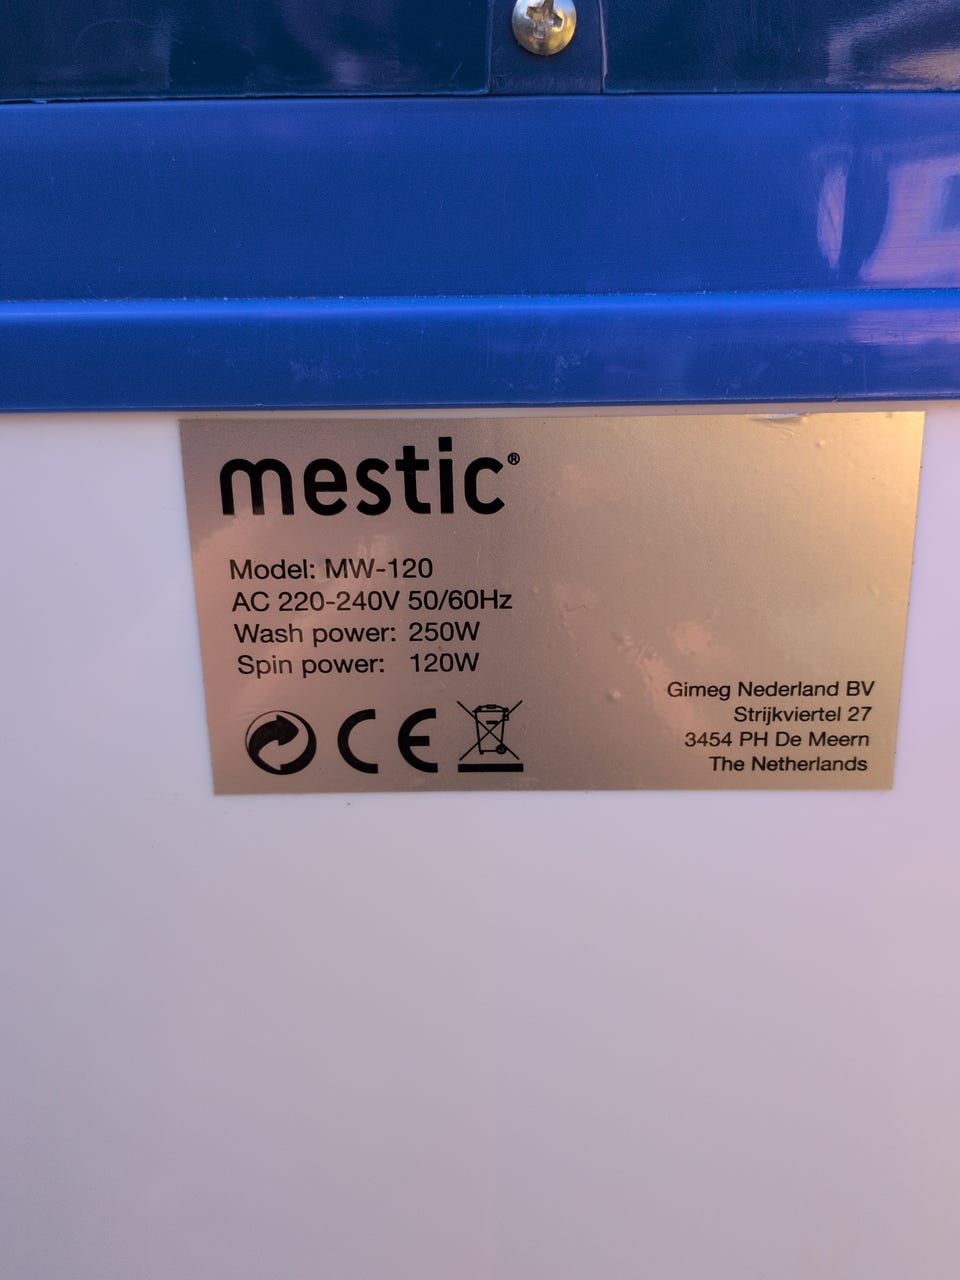 mestic®
Model: MW-120
AC 220-240V 50/60Hz
Wash power: 250W
Spin power: 120W
CE
Gimeg Nederland BV
Strijkviertel 27
3454 PH De Meern
The Netherlands